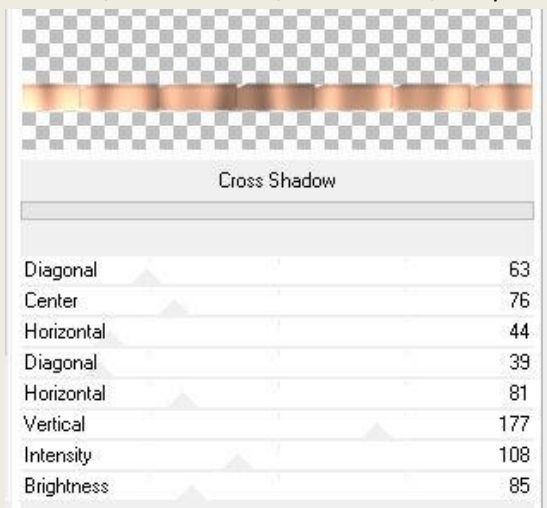 Cross Shadow
Diagonal 63
Center 76
Horizontal 44
Diagonal 39
Horizontal 81
Vertical 177
Intensity 108
Brightness 85